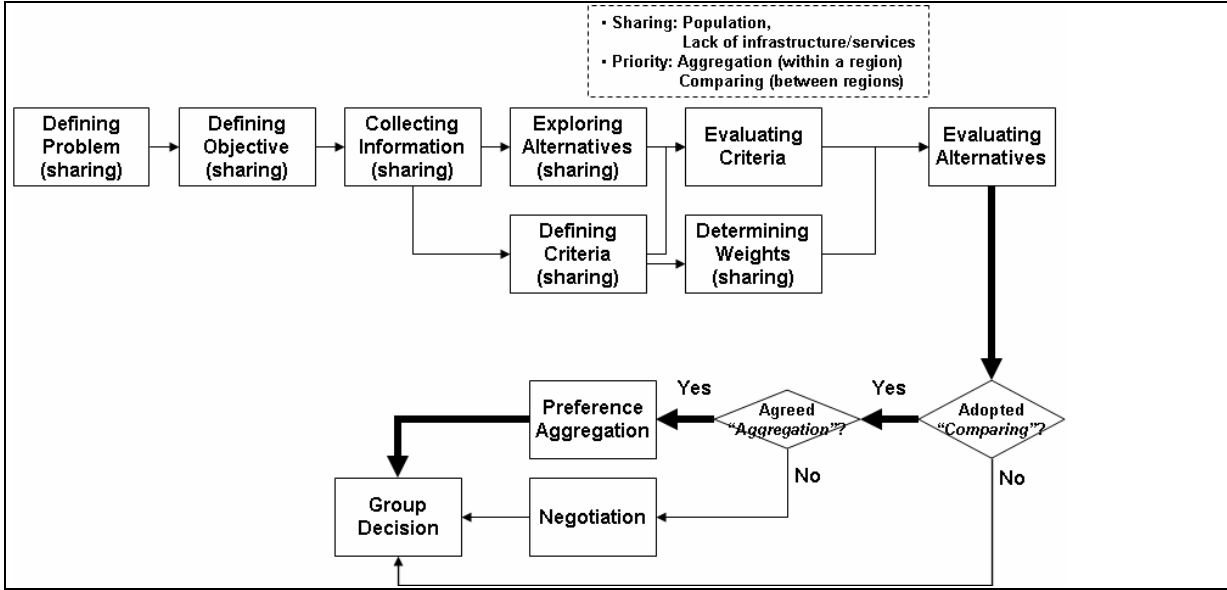 • Sharing: Population,
Lack of infrastructure/services
• Priority: Aggregation (within a region)
Comparing (between regions)
Defining
Problem
(sharing)
Defining
Objective
(sharing)
Collecting
Information
(sharing)
Exploring
Alternatives
(sharing)
Evaluating
Criteria
Evaluating
Alternatives
Defining
Criteria
(sharing)
Determining
Weights
(sharing)
Preference
Aggregation
Yes
Agreed
“Aggregation”?
Yes
Adopted
“Comparing”?
No
No
Group
Decision
Negotiation